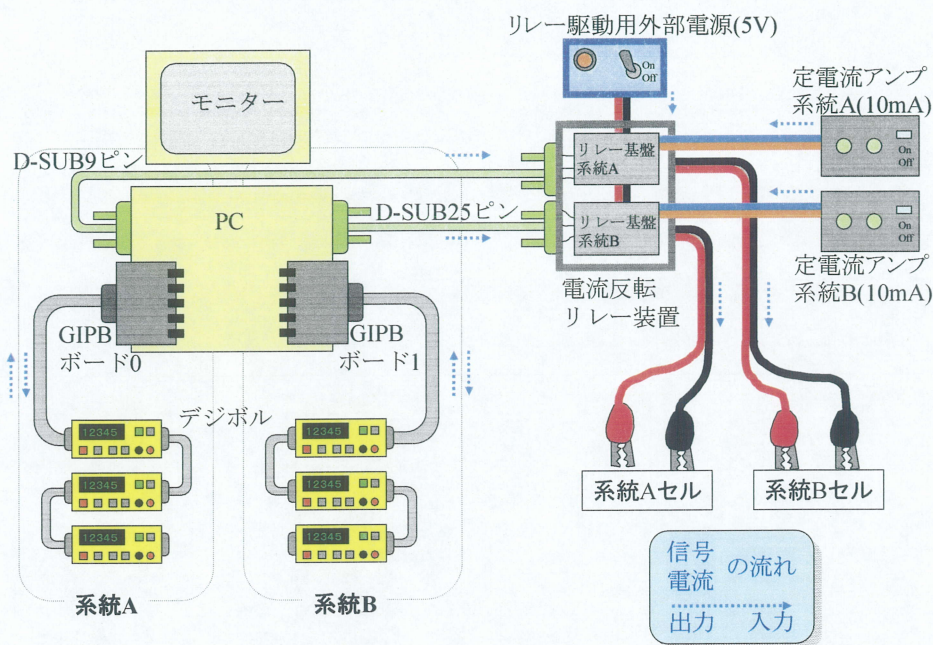 リレー駆動用外部電源(5V)
On
Off
モニター
定電流アンプ
系統A(10mA)
On
Off
D-SUB9ピン
リレー基盤
系統A
PC
D-SUB25ピン
リレー基盤
系統B
On
Off
定電流アンプ
系統B(10mA)
電流反転
リレー装置
GIPB
ボード0
GIPB
ボード1
デジボル
12345
12345
12345
12345
12345
12345
系統A
系統B
系統Aセル
系統Bセル
信号
電流
の流れ
出力
入力